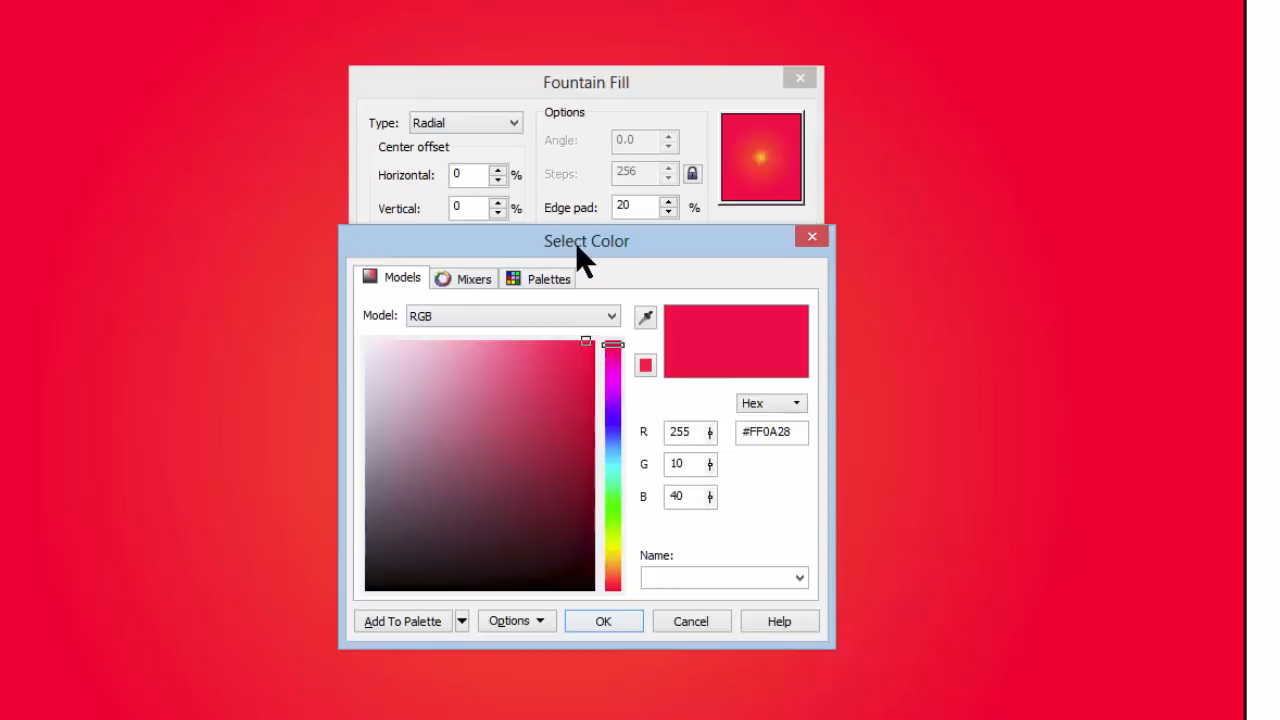 Fountain Fill
Type: Radial
Options
Center offset
Angle: 0.0
Horizontal: 0 %
Steps: 256
Vertical: 0 %
Edge pad: 20 %
Select Color
Models Mixers Palettes
Model: RGB
Hex
R 255 #FF0A28
G 10
B 40
Name:
Add To Palette Options OK Cancel Help